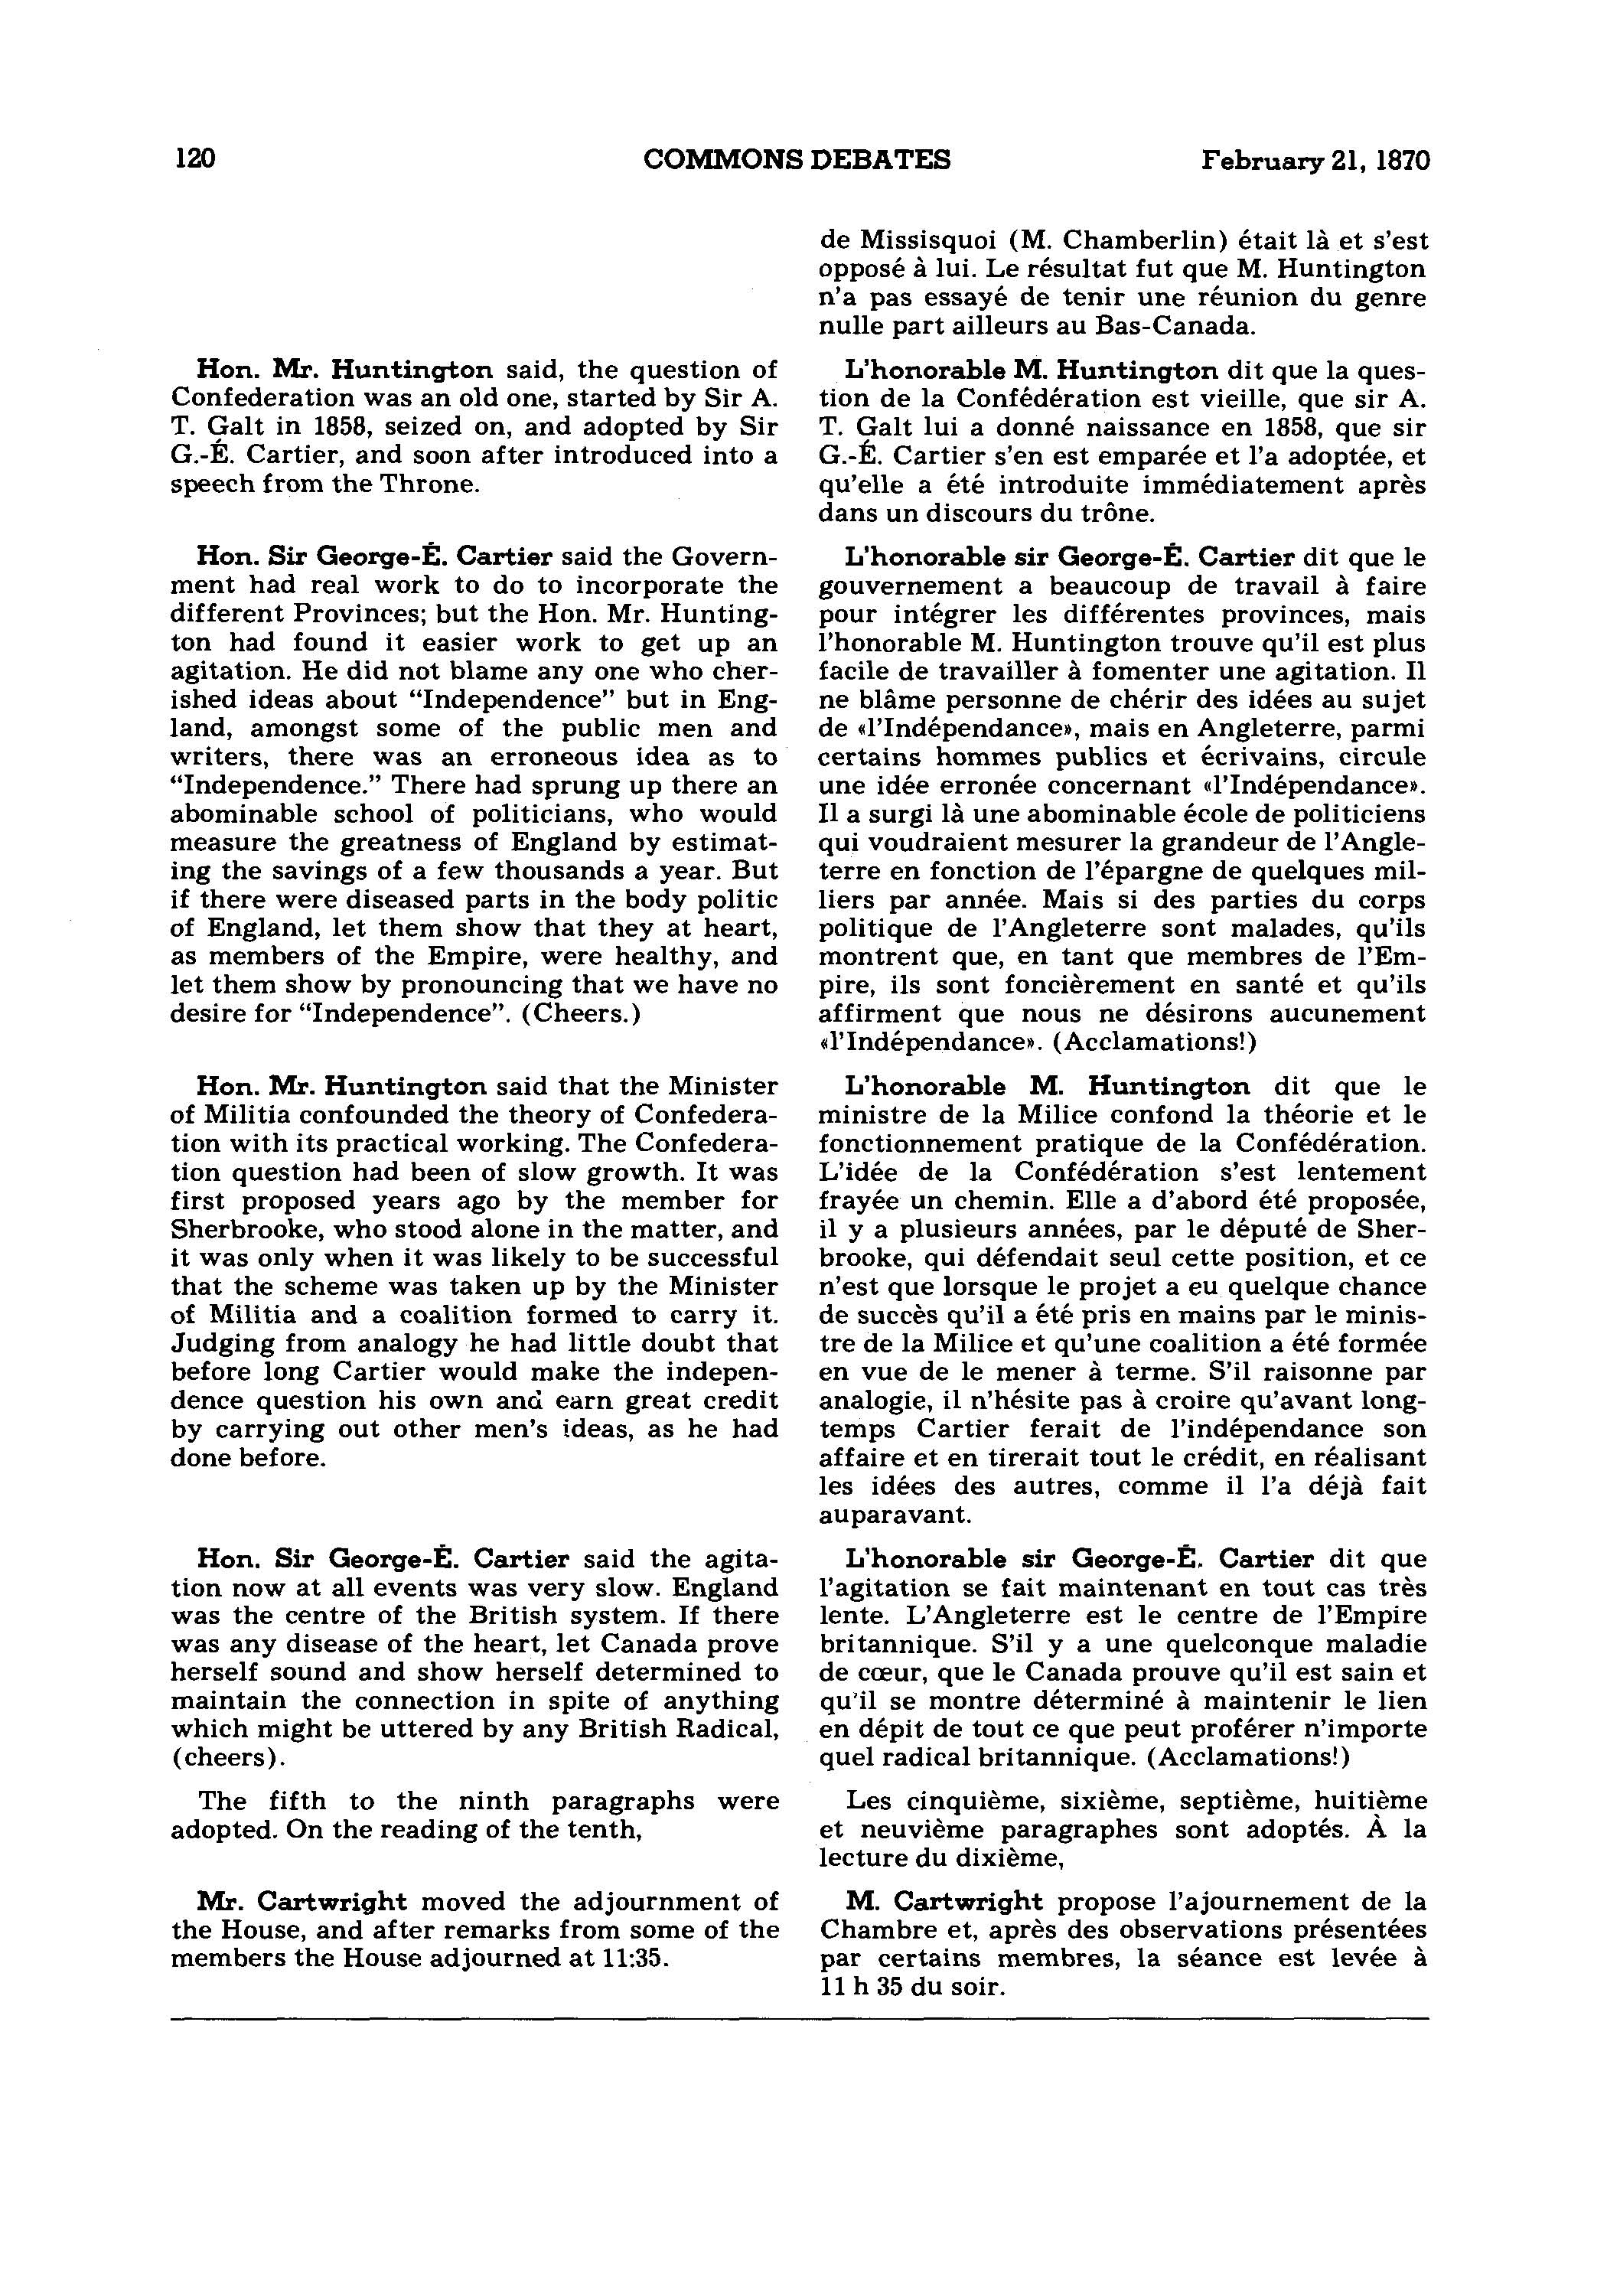 120
COMMONS DEBATES
February 21, 1870
Hon. Mr. Huntington said, the question of
Confederation was an old one, started by Sir A.
T. Galt in 1858, seized on, and adopted by Sir
G.-É. Cartier, and soon after introduced into a
speech from the Throne.
Hon. Sir George-É. Cartier said the Govern-
ment had real work to do to incorporate the
different Provinces; but the Hon. Mr. Hunting-
ton had found it easier work to get up an
agitation. He did not blame any one who cher-
ished ideas about “Independence” but in Eng-
land, amongst some of the public men and
writers, there was an erroneous idea as to
“Independence.” There had sprung up there an
abominable school of politicians, who would
measure the greatness of England by estimat-
ing the savings of a few thousands a year. But
if there were diseased parts in the body politic
of England, let them show that they at heart,
as members of the Empire, were healthy, and
let them show by pronouncing that we have no
desire for “Independence”. (Cheers.)
Hon. Mr. Huntington said that the Minister
of Militia confounded the theory of Confedera-
tion with its practical working. The Confedera-
tion question had been of slow growth. It was
first proposed years ago by the member for
Sherbrooke, who stood alone in the matter, and
it was only when it was likely to be successful
that the scheme was taken up by the Minister
of Militia and a coalition formed to carry it.
Judging from analogy he had little doubt that
before long Cartier would make the indepen-
dence question his own and earn great credit
by carrying out other men's ideas, as he had
done before.
Hon. Sir George-É. Cartier said the agita-
tion now at all events was very slow. England
was the centre of the British system. If there
was any disease of the heart, let Canada prove
herself sound and show herself determined to
maintain the connection in spite of anything
which might be uttered by any British Radical,
(cheers).
The fifth to the ninth paragraphs were
adopted. On the reading of the tenth,
Mr. Cartwright moved the adjournment of
the House, and after remarks from some of the
members the House adjourned at 11:35.
de Missisquoi (M. Chamberlin) était là et s'est
opposé à lui. Le résultat fut que M. Huntington
n'a pas essayé de tenir une réunion du genre
nulle part ailleurs au Bas-Canada.
L'honorable M. Huntington dit que la ques-
tion de la Confédération est vieille, que sir A.
T. Galt lui a donné naissance en 1858, que sir
G.-É. Cartier s'en est emparée et l'a adoptée, et
qu'elle a été introduite immédiatement après
dans un discours du trône.
L'honorable sir George-É. Cartier dit que le
gouvernement a beaucoup de travail à faire
pour intégrer les différentes provinces, mais
l'honorable M. Huntington trouve qu'il est plus
facile de travailler à fomenter une agitation. Il
ne blâme personne de chérir des idées au sujet
de «l'Indépendance», mais en Angleterre, parmi
certains hommes publics et écrivains, circule
une idée erronée concernant «l'Indépendance».
Il a surgi là une abominable école de politiciens
qui voudraient mesurer la grandeur de l'Angle-
terre en fonction de l'épargne de quelques mil-
liers par année. Mais si des parties du corps
politique de l'Angleterre sont malades, qu'ils
montrent que, en tant que membres de l'Em-
pire, ils sont foncièrement en santé et qu'ils
affirment que nous ne désirons aucunement
«l'Indépendance». (Acclamations!)
L'honorable M. Huntington dit que le
ministre de la Milice confond la théorie et le
fonctionnement pratique de la Confédération.
L'idée de la Confédération s'est lentement
frayée un chemin. Elle a d'abord été proposée,
il y a plusieurs années, par le député de Sher-
brooke, qui défendait seul cette position, et ce
n'est que lorsque le projet a eu quelque chance
de succès qu'il a été pris en mains par le minis-
tre de la Milice et qu'une coalition a été formée
en vue de le mener à terme. S'il raisonne par
analogie, il n'hésite pas à croire qu'avant long-
temps Cartier ferait de l'indépendance son
affaire et en tirerait tout le crédit, en réalisant
les idées des autres, comme il l'a déjà fait
auparavant.
L'honorable sir George-É. Cartier dit que
l'agitation se fait maintenant en tout cas très
lente. L'Angleterre est le centre de l'Empire
britannique. S'il y a une quelconque maladie
de cœur, que le Canada prouve qu'il est sain et
qu'il se montre déterminé à maintenir le lien
en dépit de tout ce que peut proférer n'importe
quel radical britannique. (Acclamations!)
Les cinquième, sixième, septième, huitième
et neuvième paragraphes sont adoptés. À la
lecture du dixième,
M. Cartwright propose l'ajournement de la
Chambre et, après des observations présentées
par certains membres, la séance est levée à
11 h 35 du soir.